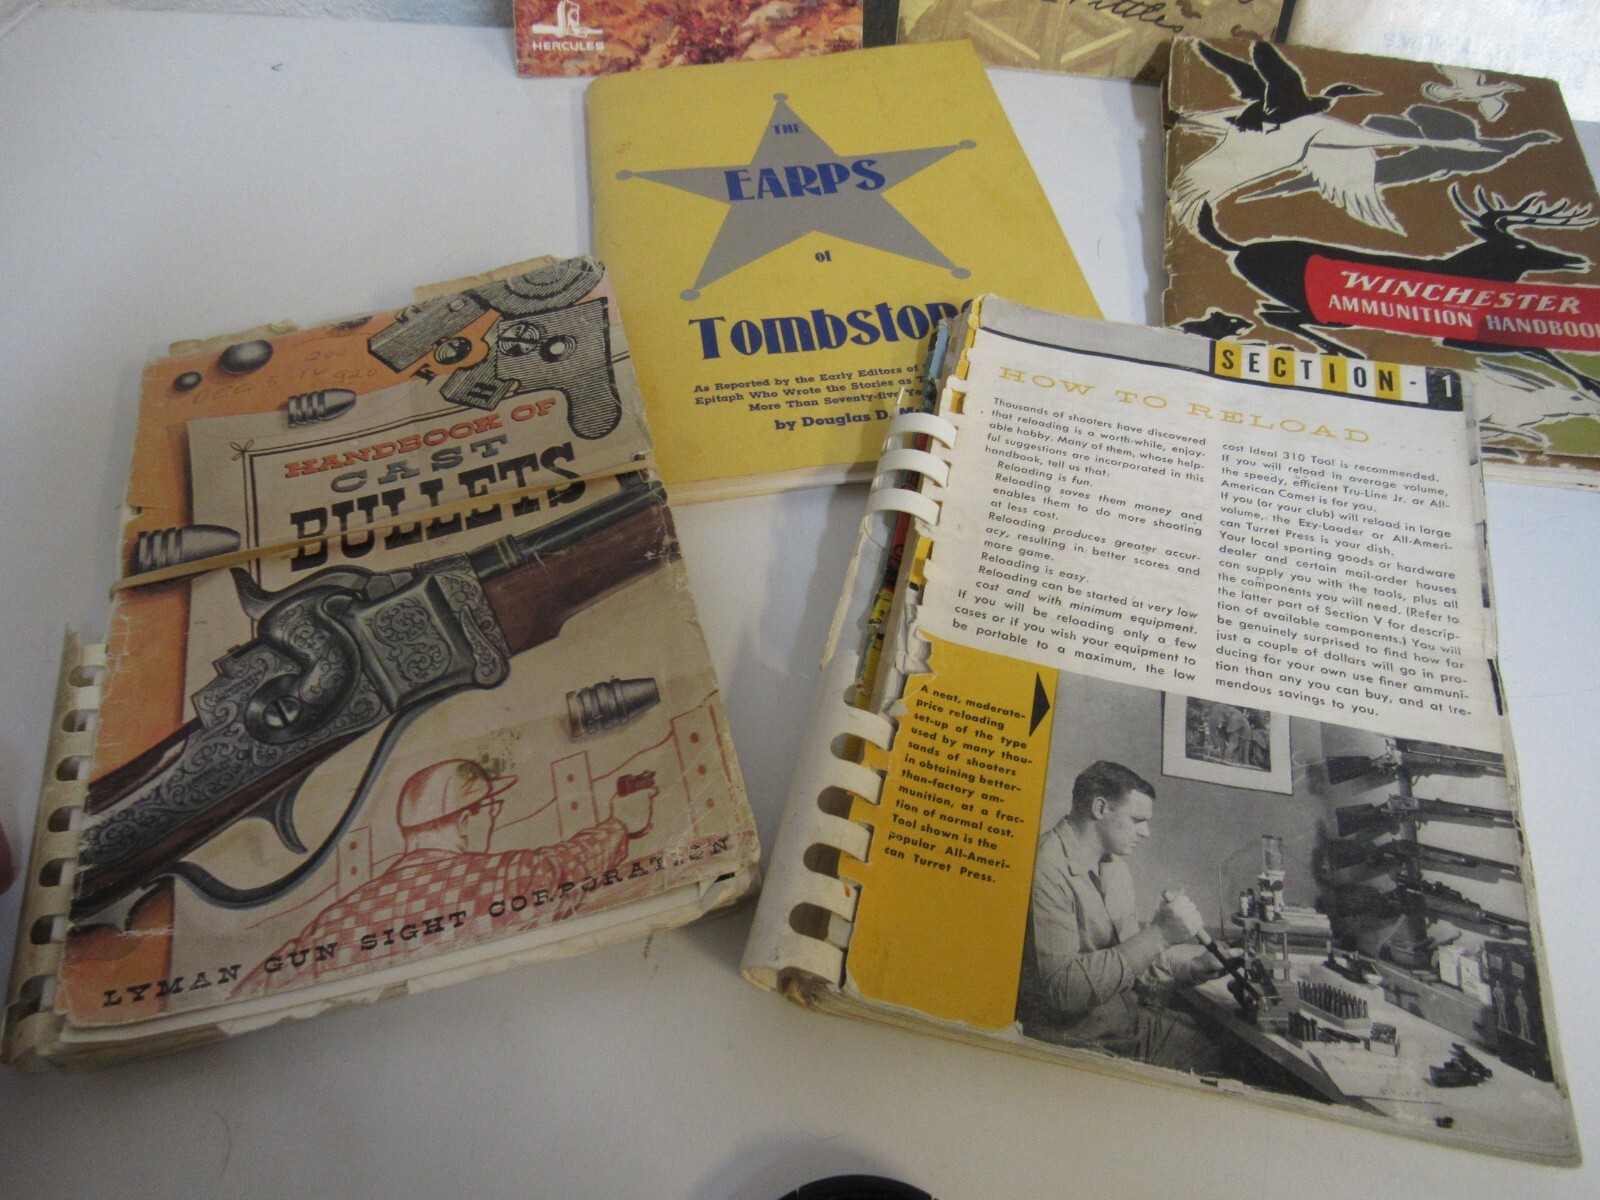 HERCULES
THE
EARPS
of
Tombstone
As Reported by the Early Editors of
Epitaph Who Wrote the Stories as
More Than Seventy-five
by Douglas D.
WINCHESTER
AMMUNITION HANDBOOK
HANDBOOK OF
CAST
BULLETS
LYMAN GUN SIGHT CORPORATION
SECTION-1
HOW TO RELOAD
Thousands of shooters have discovered
that reloading is a worth-while, enjoy-
able hobby. Many of them, whose help-
ful suggestions are incorporated in this
handbook, tell us that:
Reloading is fun.
Reloading saves them money and
enables them to do more shooting
at less cost.
Reloading produces greater accur-
acy, resulting in better scores and
more game.
Reloading is easy.
Reloading can be started at very low
cost and with minimum equipment.
If you will be reloading only a few
cases or if you wish your equipment to
be portable to a maximum, the low
cost Ideal 310 Tool is recommended.
If you will reload in average volume,
the speedy, efficient Tru-Line Jr. or All-
American Comet is for you.
If you (or your club) will reload in large
volume, the Ezy-Loader or All-Ameri-
can Turret Press is your dish.
Your local sporting goods or hardware
dealer and certain mail-order houses
can supply you with the tools, plus all
the components you will need. (Refer to
the latter part of Section V for descrip-
tion of available components.) You will
be genuinely surprised to find how far
just a couple of dollars will go in pro-
ducing for your own use finer ammuni-
tion than any you can buy, and at tre-
mendous savings to you.
A neat, moderate-
price reloading
set-up of the type
used by many thou-
sands of shooters
in obtaining better-
than-factory am-
munition, at a frac-
tion of normal cost.
Tool shown is the
popular All-Ameri-
can Turret Press.